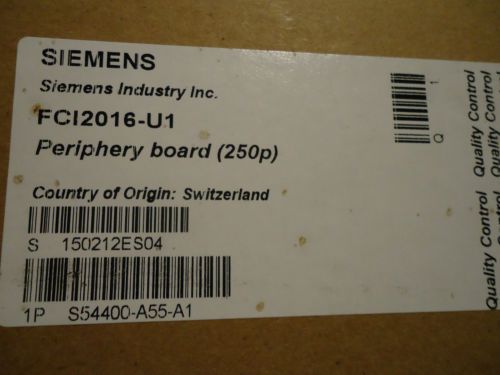 SIEMENS
Siemens Industry Inc.
FCI2016-U1
Periphery board (250p)
Country of Origin: Switzerland
S 150212ES04
1P S54400-A55-A1
Q 1
Quality Control Quality Control
Quality Control Quality Control